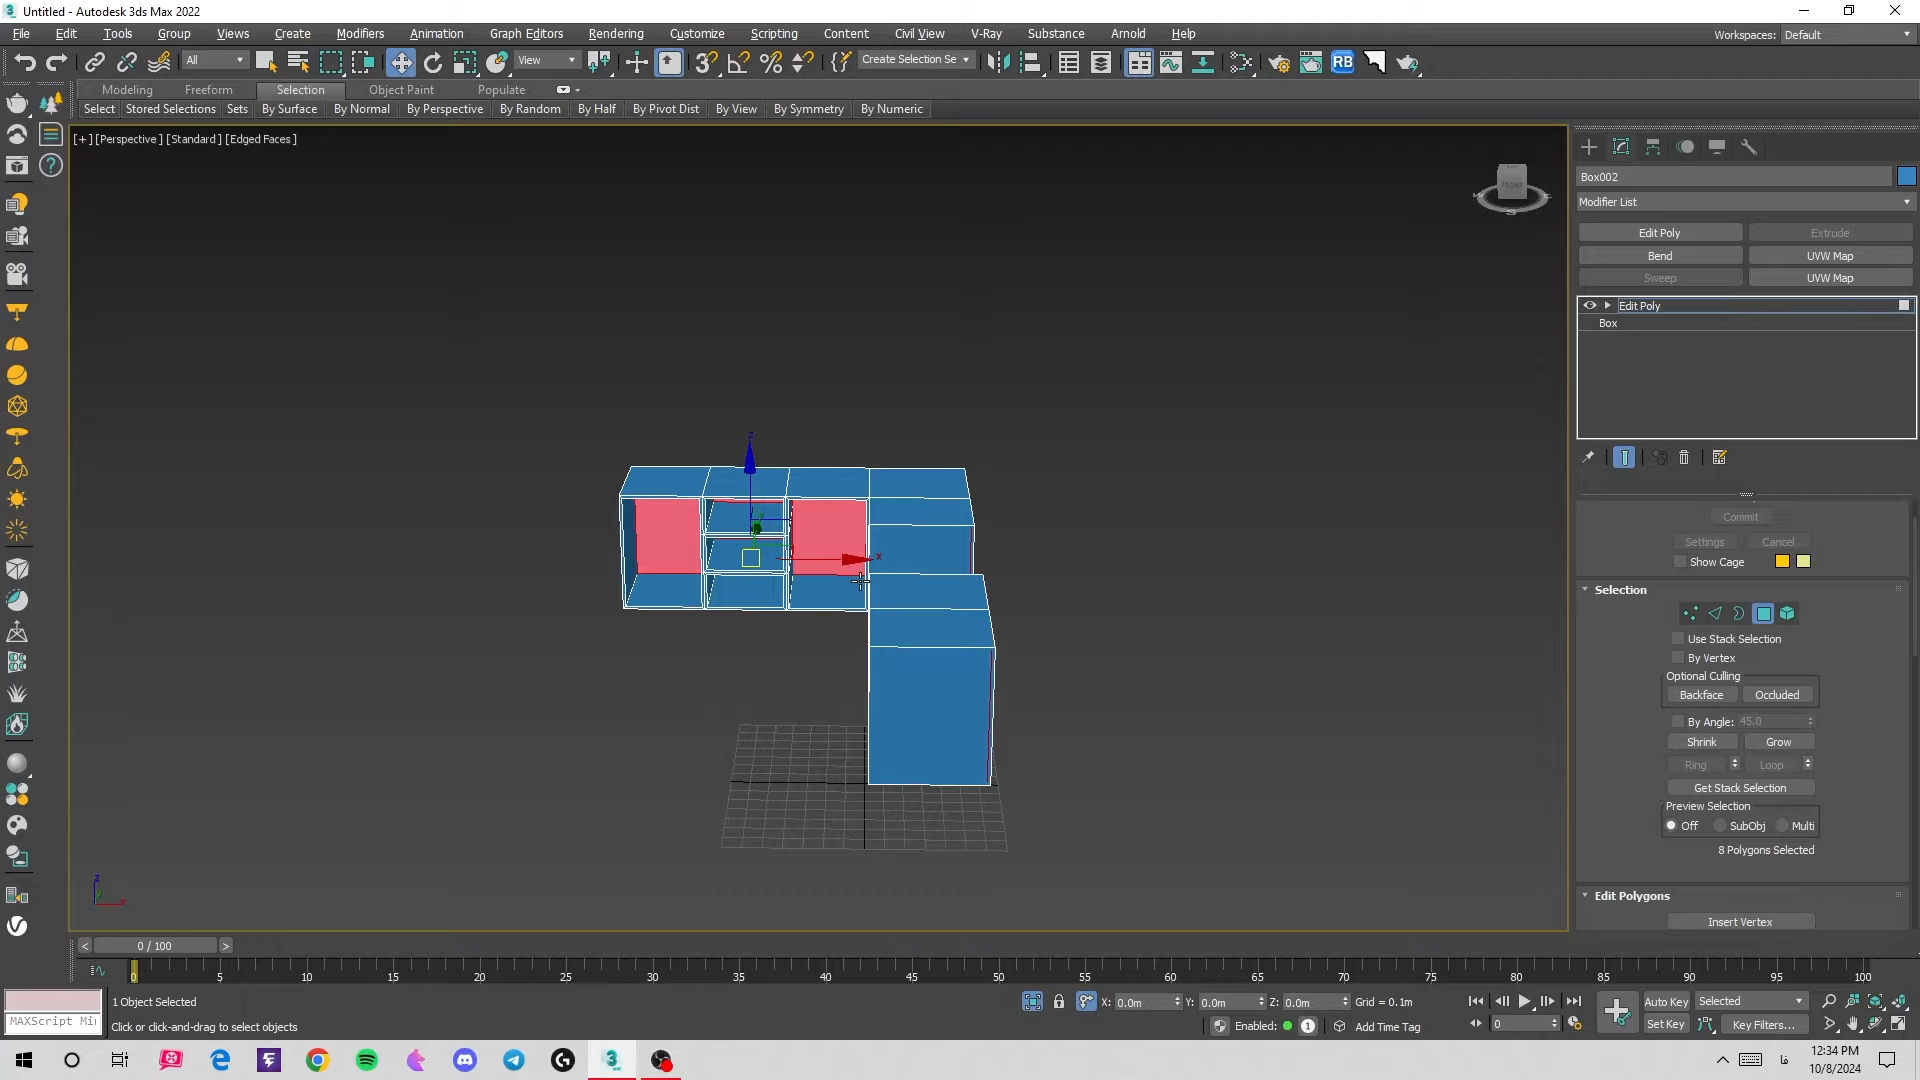 Untitled - Autodesk 3ds Max 2022
File Edit Tools Group Views Create Modifiers Animation Graph Editors Rendering Customize Scripting Content Civil View V-Ray Substance Arnold Help
Workspaces: Default
All View Create Selection Se RB
Modeling Freeform Selection Object Paint Populate
Select Stored Selections Sets By Surface By Normal By Perspective By Random By Half By Pivot Dist By View By Symmetry By Numeric
[+] [Perspective] [Standard] [Edged Faces]
FRONT
Box002
Modifier List
Edit Poly Extrude
Bend UVW Map
Sweep UVW Map
Edit Poly
Box
z
x
y
Commit
Settings Cancel
Show Cage
Selection
Use Stack Selection
By Vertex
Optional Culling
Backface Occluded
By Angle: 45.0
Shrink Grow
Ring Loop
Get Stack Selection
Preview Selection
Off SubObj Multi
8 Polygons Selected
Edit Polygons
Insert Vertex
< 0 / 100 >
0 5 10 15 20 25 30 35 40 45 50 55 60 65 70 75 80 85 90 95 100
1 Object Selected
X: 0.0m Y: 0.0m Z: 0.0m Grid = 0.1m
Auto Key Selected
MAXScript Mi
Click or click-and-drag to select objects
Enabled: 1 Add Time Tag
0
Set Key Key Filters...
فا
12:34 PM
10/8/2024